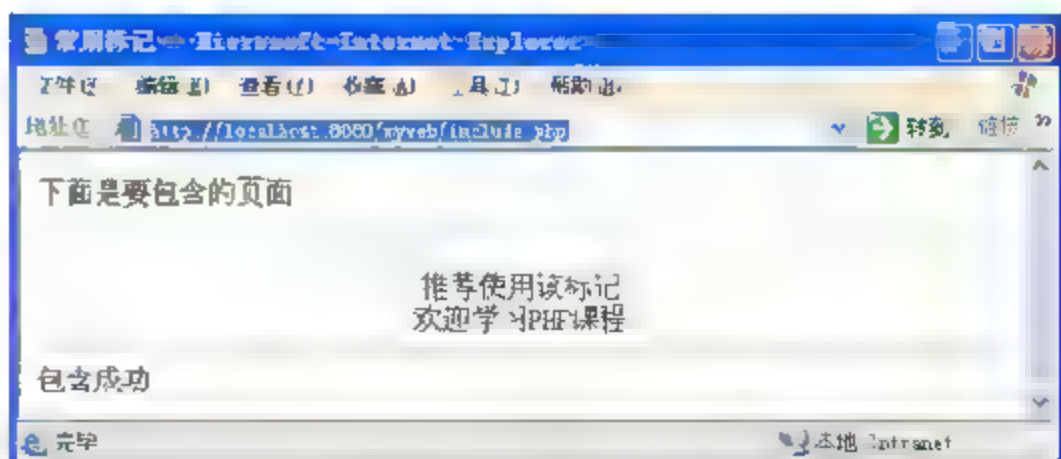 常用标记 - Microsoft Internet Explorer
文件(F) 编辑(E) 查看(V) 收藏(A) 工具(T) 帮助(H)
地址(D) http://localhost:8080/myweb/include.php 转到 链接 »
下面是要包含的页面
推荐使用该标记
欢迎学习PHP课程
包含成功
完毕 本地 Intranet